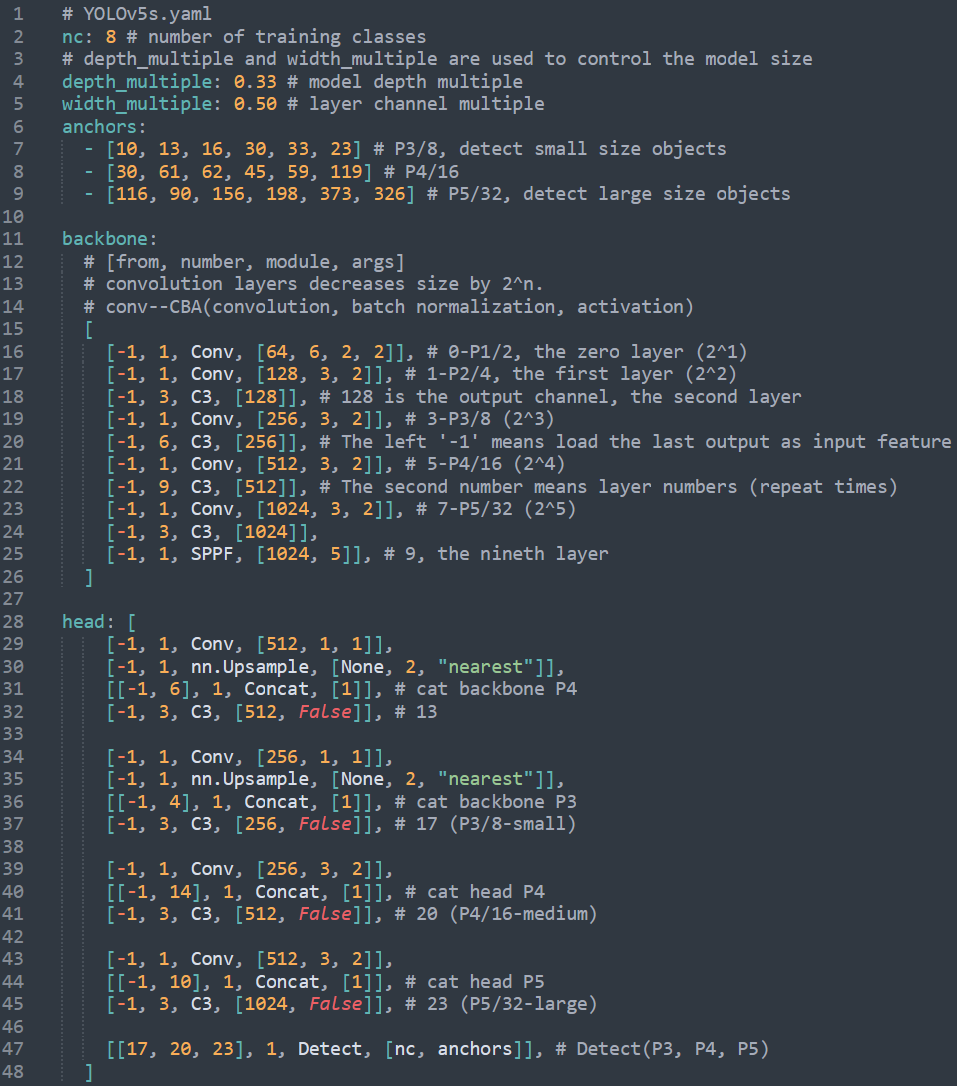 1 # YOLOv5s.yaml
2 nc: 8 # number of training classes
3 # depth_multiple and width_multiple are used to control the model size
4 depth_multiple: 0.33 # model depth multiple
5 width_multiple: 0.50 # layer channel multiple
6 anchors:
7 - [10, 13, 16, 30, 33, 23] # P3/8, detect small size objects
8 - [30, 61, 62, 45, 59, 119] # P4/16
9 - [116, 90, 156, 198, 373, 326] # P5/32, detect large size objects
10
11 backbone:
12 # [from, number, module, args]
13 # convolution layers decreases size by 2^n.
14 # conv--CBA(convolution, batch normalization, activation)
15 [
16 [-1, 1, Conv, [64, 6, 2, 2]], # 0-P1/2, the zero layer (2^1)
17 [-1, 1, Conv, [128, 3, 2]], # 1-P2/4, the first layer (2^2)
18 [-1, 3, C3, [128]], # 128 is the output channel, the second layer
19 [-1, 1, Conv, [256, 3, 2]], # 3-P3/8 (2^3)
20 [-1, 6, C3, [256]], # The left '-1' means load the last output as input feature
21 [-1, 1, Conv, [512, 3, 2]], # 5-P4/16 (2^4)
22 [-1, 9, C3, [512]], # The second number means layer numbers (repeat times)
23 [-1, 1, Conv, [1024, 3, 2]], # 7-P5/32 (2^5)
24 [-1, 3, C3, [1024]],
25 [-1, 1, SPPF, [1024, 5]], # 9, the nineth layer
26 ]
27
28 head: [
29 [-1, 1, Conv, [512, 1, 1]],
30 [-1, 1, nn.Upsample, [None, 2, "nearest"]],
31 [[-1, 6], 1, Concat, [1]], # cat backbone P4
32 [-1, 3, C3, [512, False]], # 13
33
34 [-1, 1, Conv, [256, 1, 1]],
35 [-1, 1, nn.Upsample, [None, 2, "nearest"]],
36 [[-1, 4], 1, Concat, [1]], # cat backbone P3
37 [-1, 3, C3, [256, False]], # 17 (P3/8-small)
38
39 [-1, 1, Conv, [256, 3, 2]],
40 [[-1, 14], 1, Concat, [1]], # cat head P4
41 [-1, 3, C3, [512, False]], # 20 (P4/16-medium)
42
43 [-1, 1, Conv, [512, 3, 2]],
44 [[-1, 10], 1, Concat, [1]], # cat head P5
45 [-1, 3, C3, [1024, False]], # 23 (P5/32-large)
46
47 [[17, 20, 23], 1, Detect, [nc, anchors]], # Detect(P3, P4, P5)
48 ]